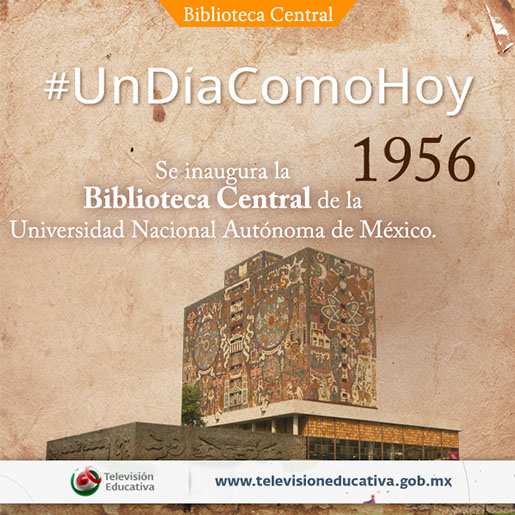 Biblioteca Central
#UnDíaComoHoy
1956
Se inaugura la
Biblioteca Central de la
Universidad Nacional Autónoma de México.
Televisión
Educativa
www.televisioneducativa.gob.mx